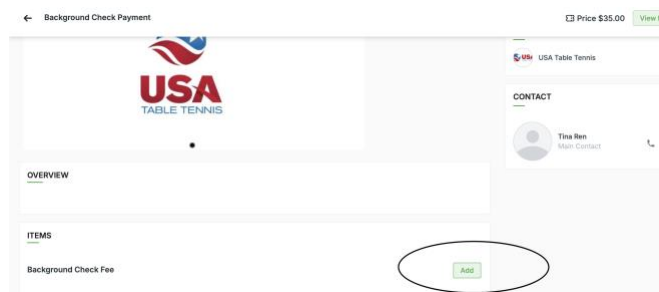 Background Check Payment
Price $35.00
View
USA
TABLE TENNIS
USA Table Tennis
CONTACT
Tina Ren
Main Contact
OVERVIEW
ITEMS
Background Check Fee
Add